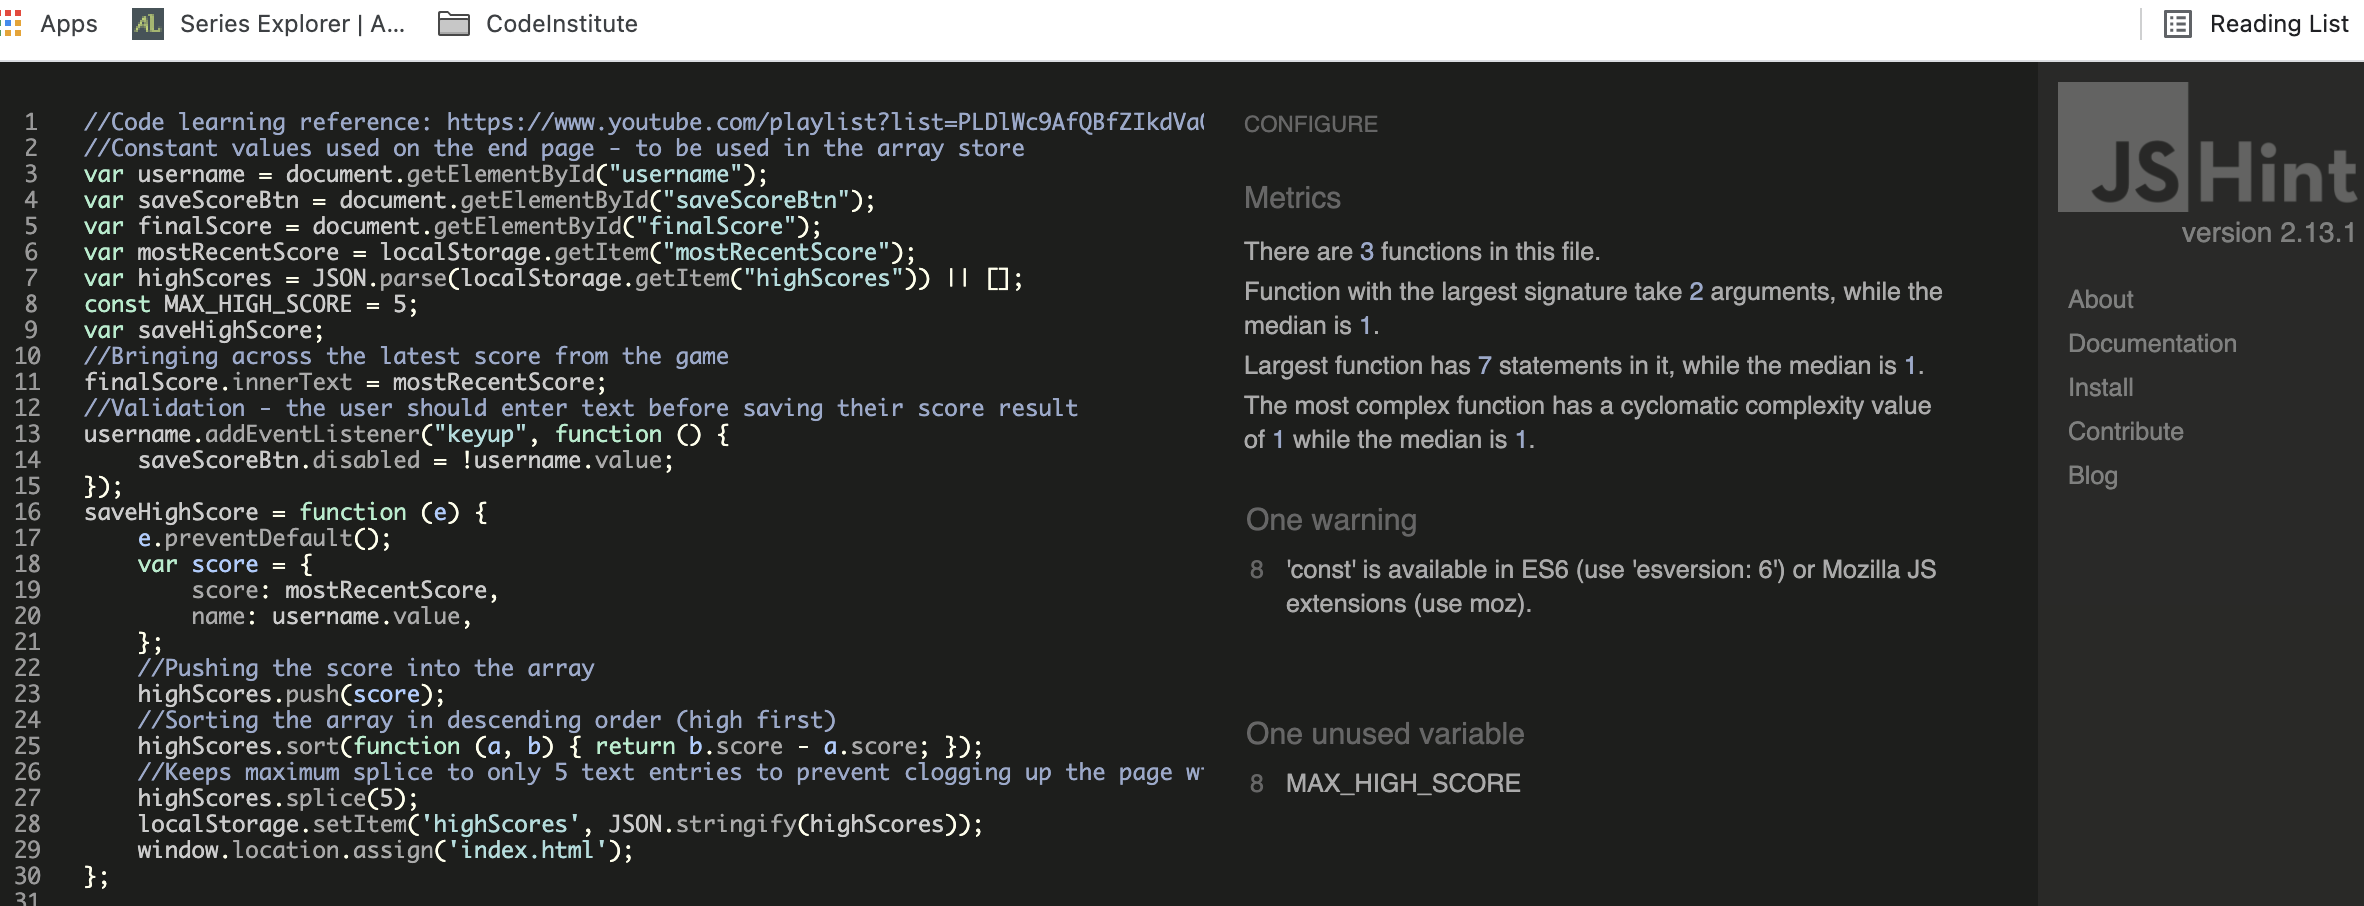 Apps
AL
Series Explorer | A...
CodeInstitute
Reading List
1 //Code learning reference: https://www.youtube.com/playlist?list=PLDlWc9AfQBfZIkdVa
2 //Constant values used on the end page - to be used in the array store
3 var username = document.getElementById("username");
4 var saveScoreBtn = document.getElementById("saveScoreBtn");
5 var finalScore = document.getElementById("finalScore");
6 var mostRecentScore = localStorage.getItem("mostRecentScore");
7 var highScores = JSON.parse(localStorage.getItem("highScores")) || [];
8 const MAX_HIGH_SCORE = 5;
9 var saveHighScore;
10 //Bringing across the latest score from the game
11 finalScore.innerText = mostRecentScore;
12 //Validation - the user should enter text before saving their score result
13 username.addEventListener("keyup", function () {
14     saveScoreBtn.disabled = !username.value;
15 });
16 saveHighScore = function (e) {
17     e.preventDefault();
18     var score = {
19         score: mostRecentScore,
20         name: username.value,
21     };
22     //Pushing the score into the array
23     highScores.push(score);
24     //Sorting the array in descending order (high first)
25     highScores.sort(function (a, b) { return b.score - a.score; });
26     //Keeps maximum splice to only 5 text entries to prevent clogging up the page w
27     highScores.splice(5);
28     localStorage.setItem('highScores', JSON.stringify(highScores));
29     window.location.assign('index.html');
30 };
31
CONFIGURE
Metrics
There are 3 functions in this file.
Function with the largest signature take 2 arguments, while the
median is 1.
Largest function has 7 statements in it, while the median is 1.
The most complex function has a cyclomatic complexity value
of 1 while the median is 1.
One warning
8 'const' is available in ES6 (use 'esversion: 6') or Mozilla JS
extensions (use moz).
One unused variable
8 MAX_HIGH_SCORE
JSHint
version 2.13.1
About
Documentation
Install
Contribute
Blog